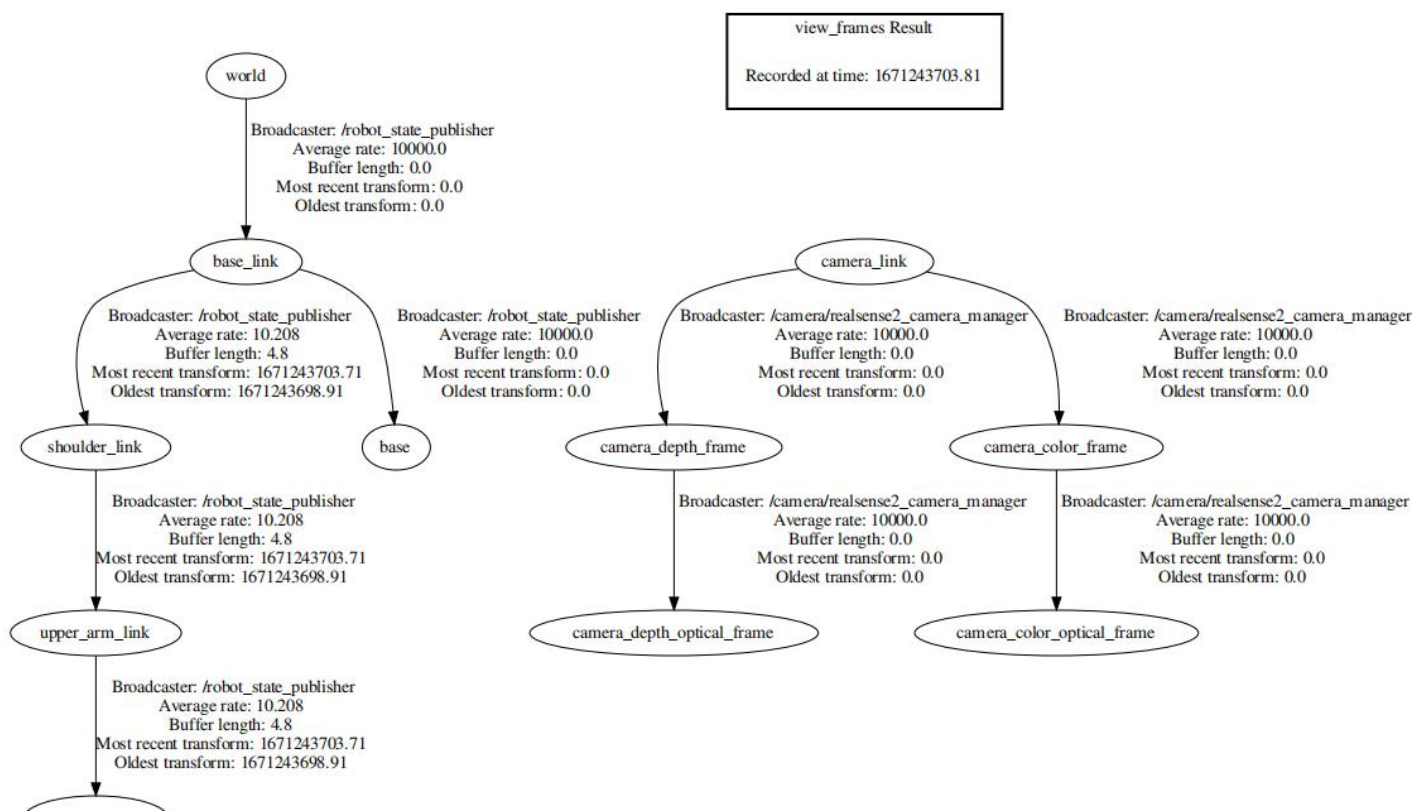 view_frames Result
Recorded at time: 1671243703.81
world
Broadcaster: /robot_state_publisher
Average rate: 10000.0
Buffer length: 0.0
Most recent transform: 0.0
Oldest transform: 0.0
base_link
camera_link
Broadcaster: /robot_state_publisher
Average rate: 10.208
Buffer length: 4.8
Most recent transform: 1671243703.71
Oldest transform: 1671243698.91
Broadcaster: /robot_state_publisher
Average rate: 10000.0
Buffer length: 0.0
Most recent transform: 0.0
Oldest transform: 0.0
Broadcaster: /camera/realsense2_camera_manager
Average rate: 10000.0
Buffer length: 0.0
Most recent transform: 0.0
Oldest transform: 0.0
Broadcaster: /camera/realsense2_camera_manager
Average rate: 10000.0
Buffer length: 0.0
Most recent transform: 0.0
Oldest transform: 0.0
shoulder_link
base
camera_depth_frame
camera_color_frame
Broadcaster: /robot_state_publisher
Average rate: 10.208
Buffer length: 4.8
Most recent transform: 1671243703.71
Oldest transform: 1671243698.91
Broadcaster: /camera/realsense2_camera_manager
Average rate: 10000.0
Buffer length: 0.0
Most recent transform: 0.0
Oldest transform: 0.0
Broadcaster: /camera/realsense2_camera_manager
Average rate: 10000.0
Buffer length: 0.0
Most recent transform: 0.0
Oldest transform: 0.0
upper_arm_link
camera_depth_optical_frame
camera_color_optical_frame
Broadcaster: /robot_state_publisher
Average rate: 10.208
Buffer length: 4.8
Most recent transform: 1671243703.71
Oldest transform: 1671243698.91